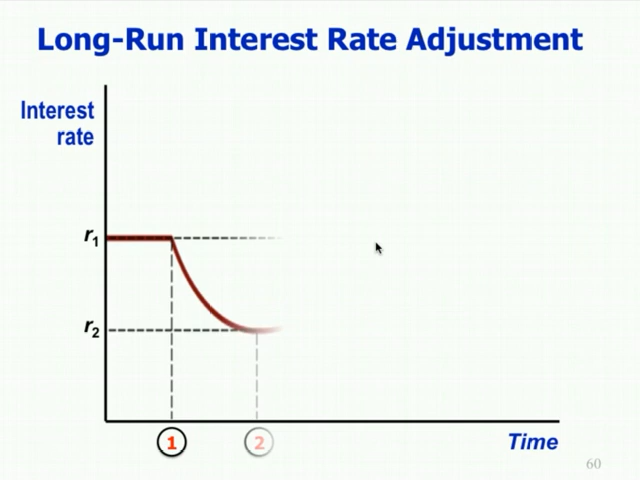 Long-Run Interest Rate Adjustment
Interest
rate
r1
r2
1
2
Time
60